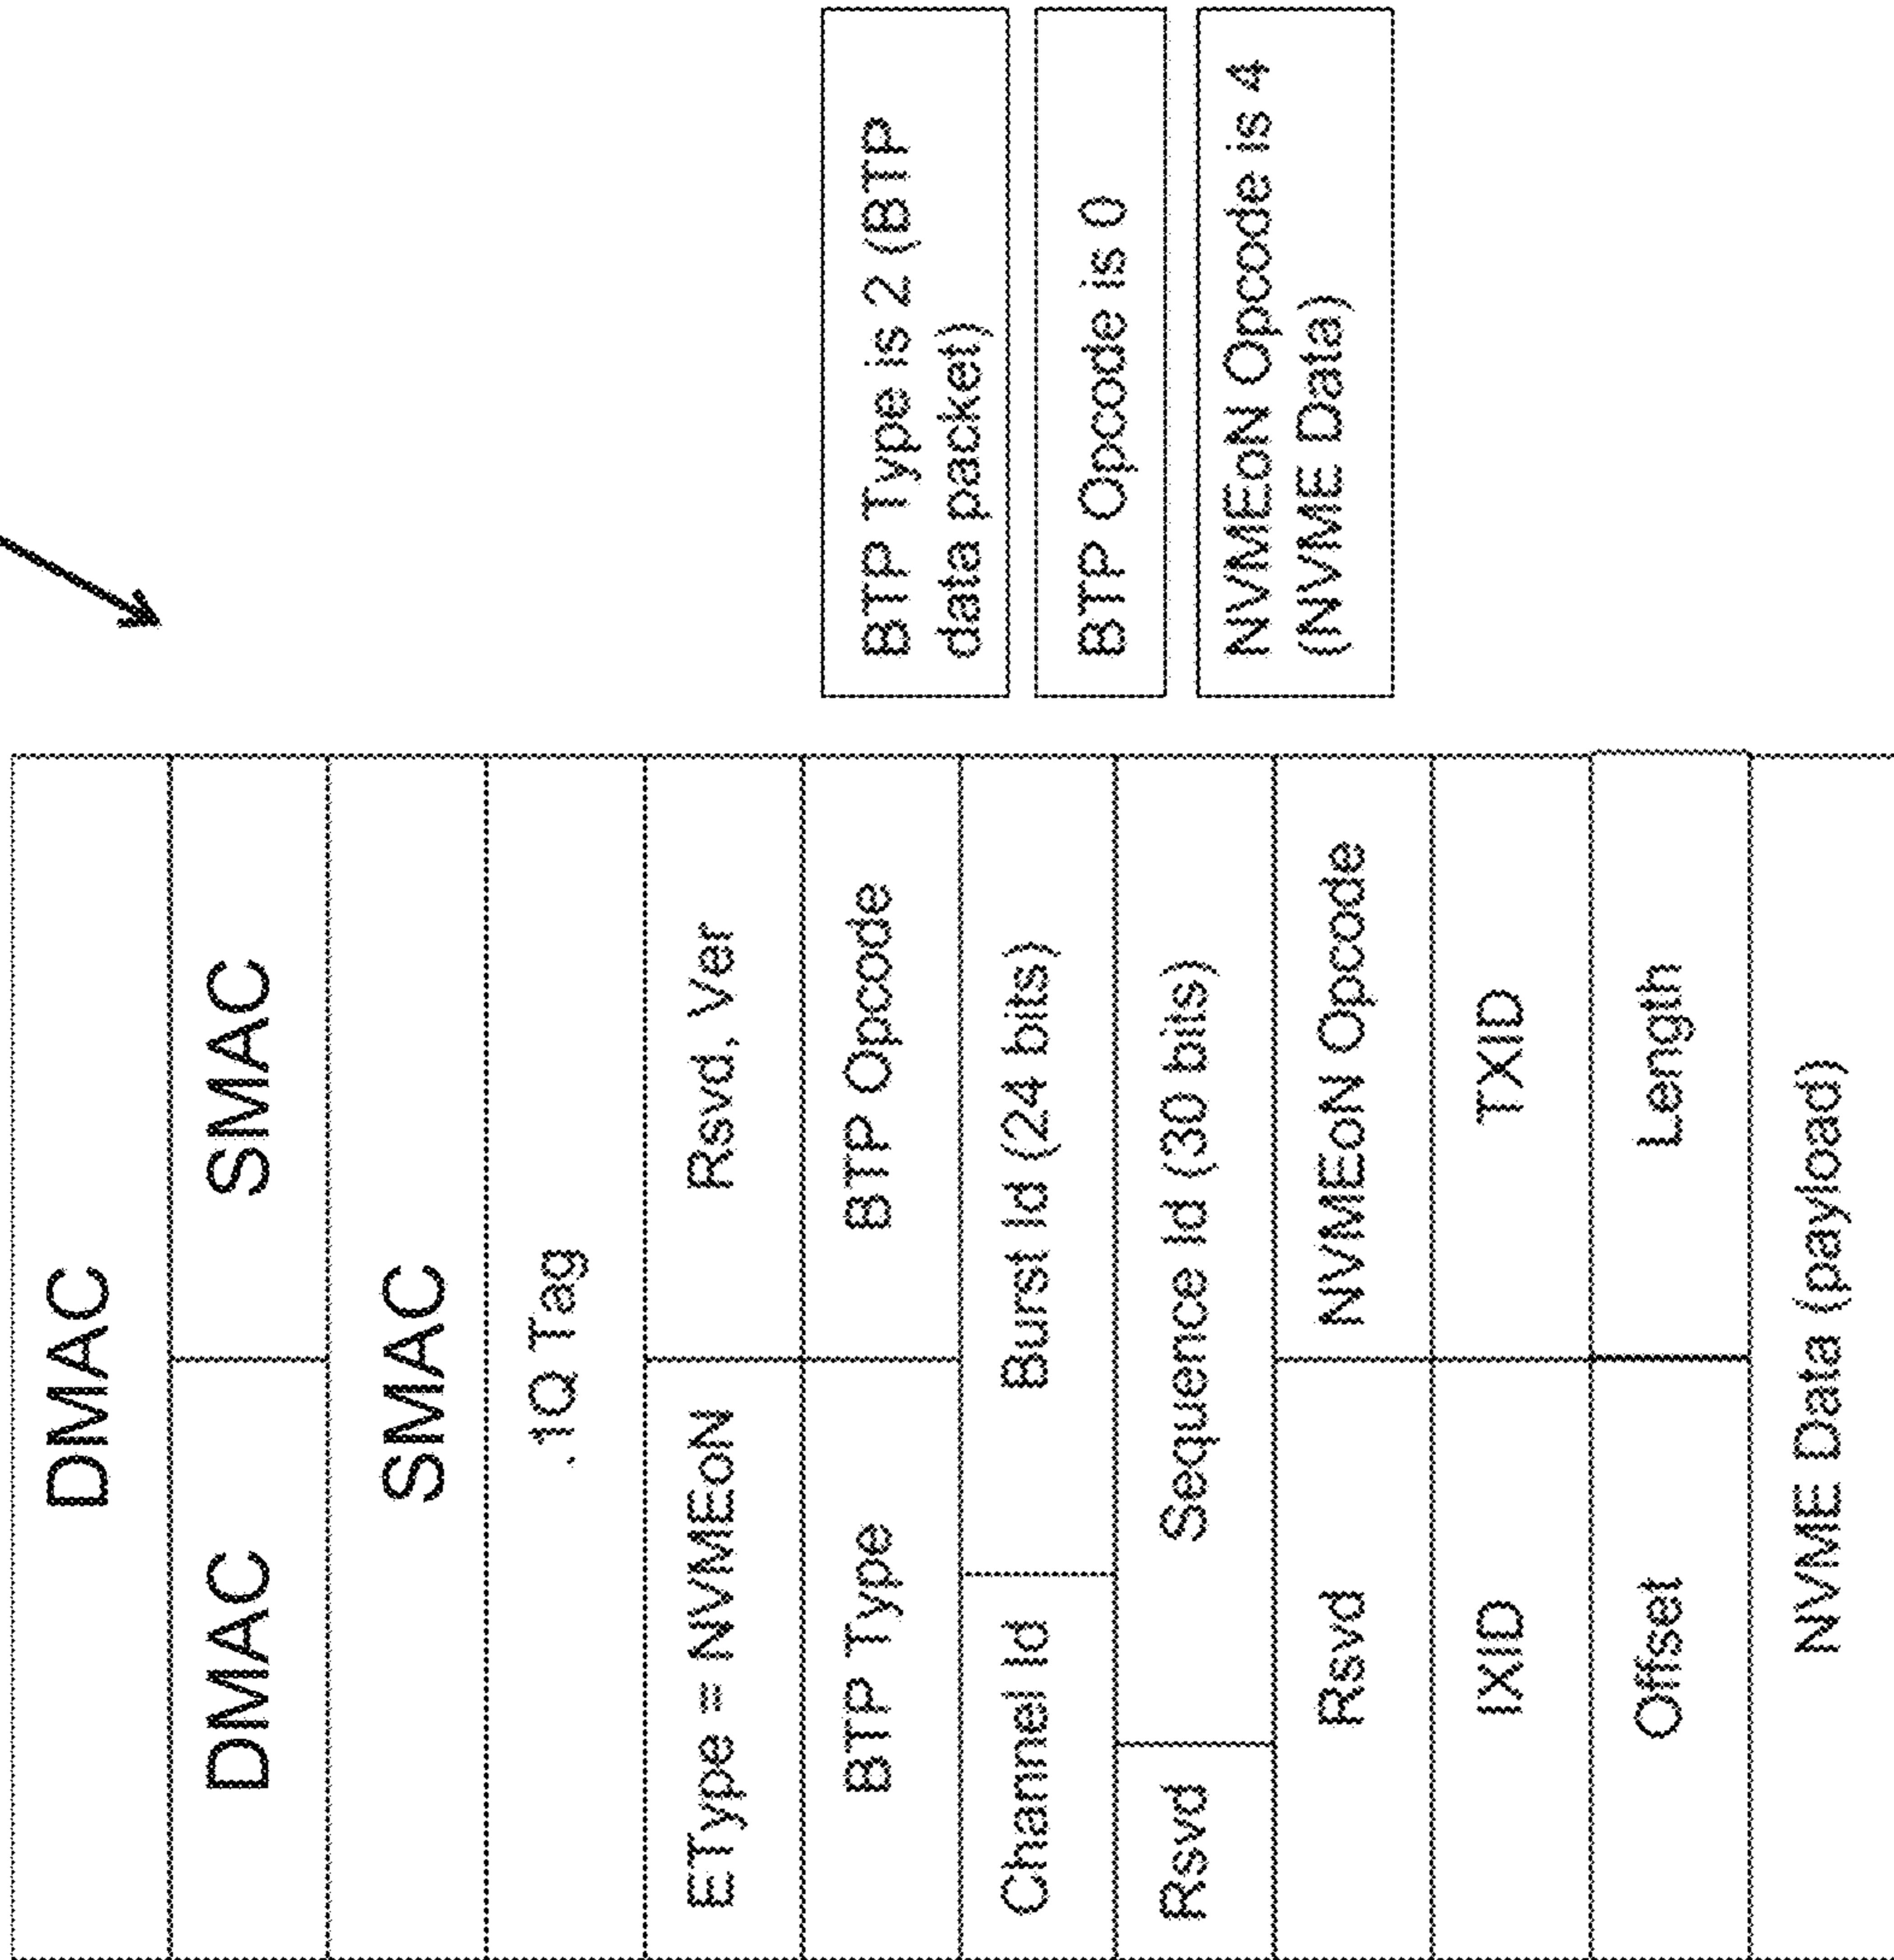 DMAC
DMAC SMAC
SMAC
.1Q Tag
EType = NVMEoN Rsvd, Ver
BTP Type BTP Opcode
Channel Id Burst Id (24 bits)
Rsvd Sequence Id (30 bits)
Rsvd NVMEoN Opcode
IXID TXID
Offset Length
NVME Data (payload)
BTP Type is 2 (BTP
data packet)
BTP Opcode is 0
NVMEoN Opcode is 4
(NVME Data)